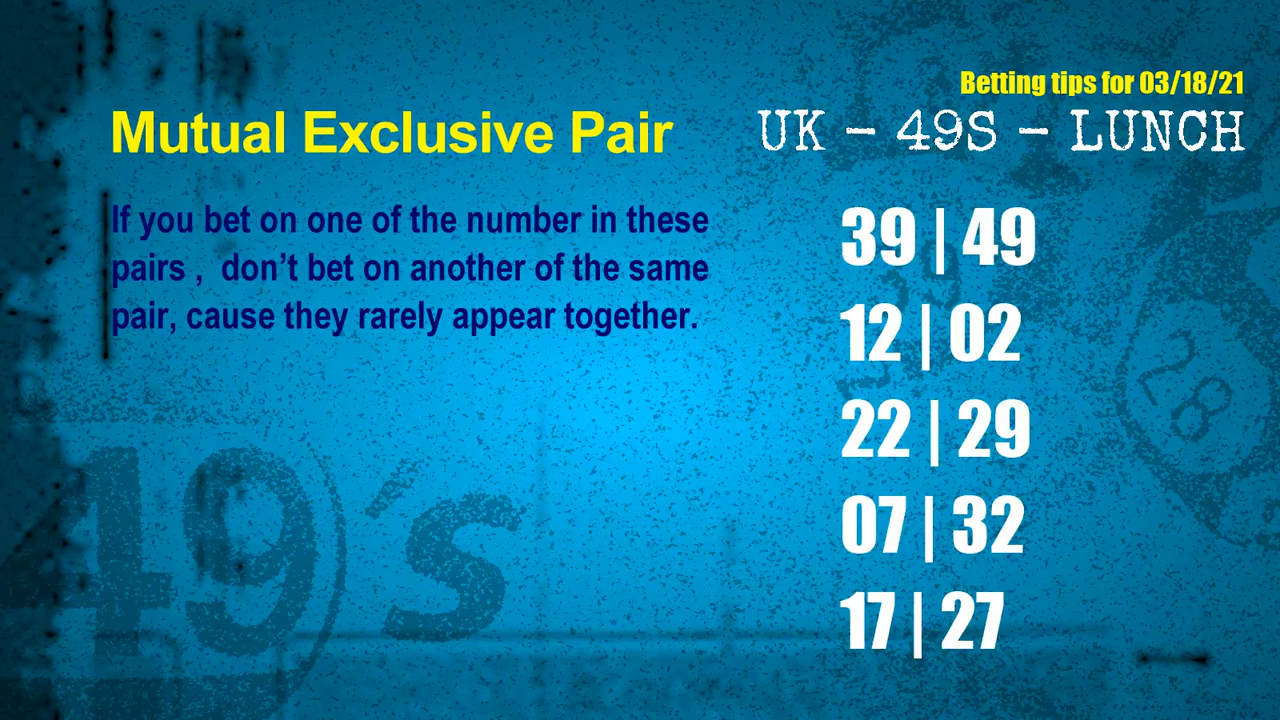 Betting tips for 03/18/21
Mutual Exclusive Pair
UK - 49S - LUNCH
If you bet on one of the number in these
pairs ,  don’t bet on another of the same
pair, cause they rarely appear together.
39 | 49
12 | 02
22 | 29
07 | 32
17 | 27
49's
28
39